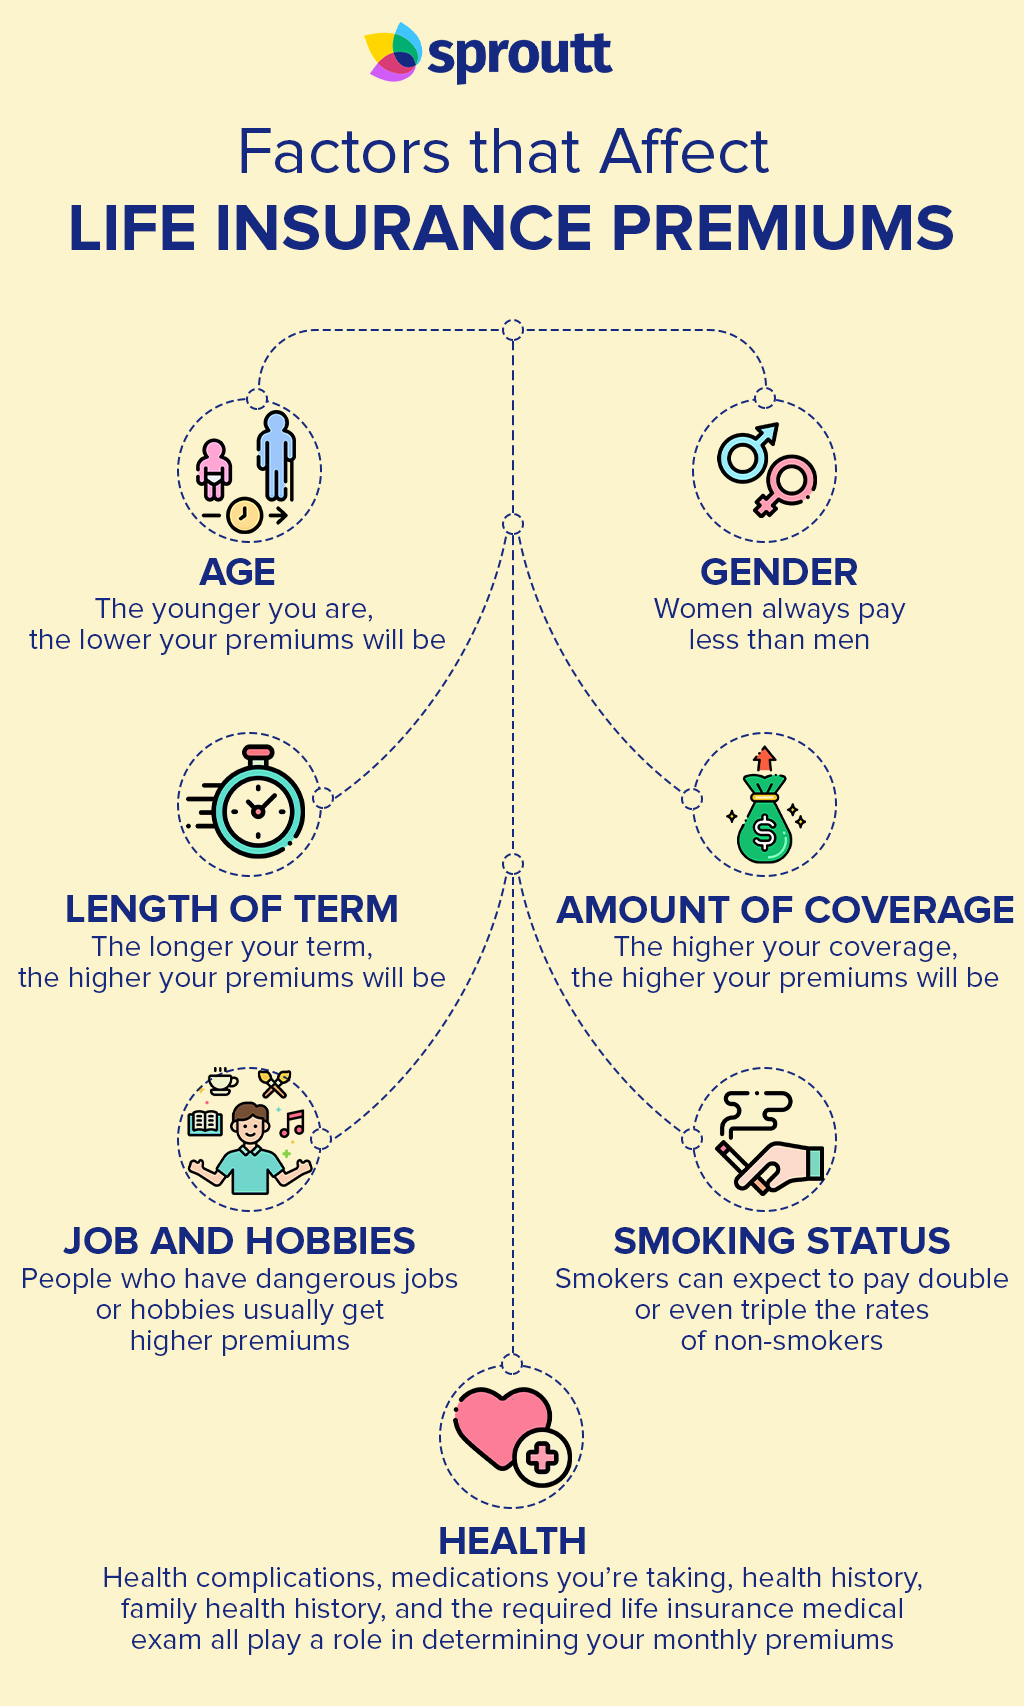 sproutt
Factors that Affect
LIFE INSURANCE PREMIUMS
AGE
The younger you are,
the lower your premiums will be
GENDER
Women always pay
less than men
LENGTH OF TERM
The longer your term,
the higher your premiums will be
AMOUNT OF COVERAGE
The higher your coverage,
the higher your premiums will be
JOB AND HOBBIES
People who have dangerous jobs
or hobbies usually get
higher premiums
SMOKING STATUS
Smokers can expect to pay double
or even triple the rates
of non-smokers
HEALTH
Health complications, medications you're taking, health history,
family health history, and the required life insurance medical
exam all play a role in determining your monthly premiums